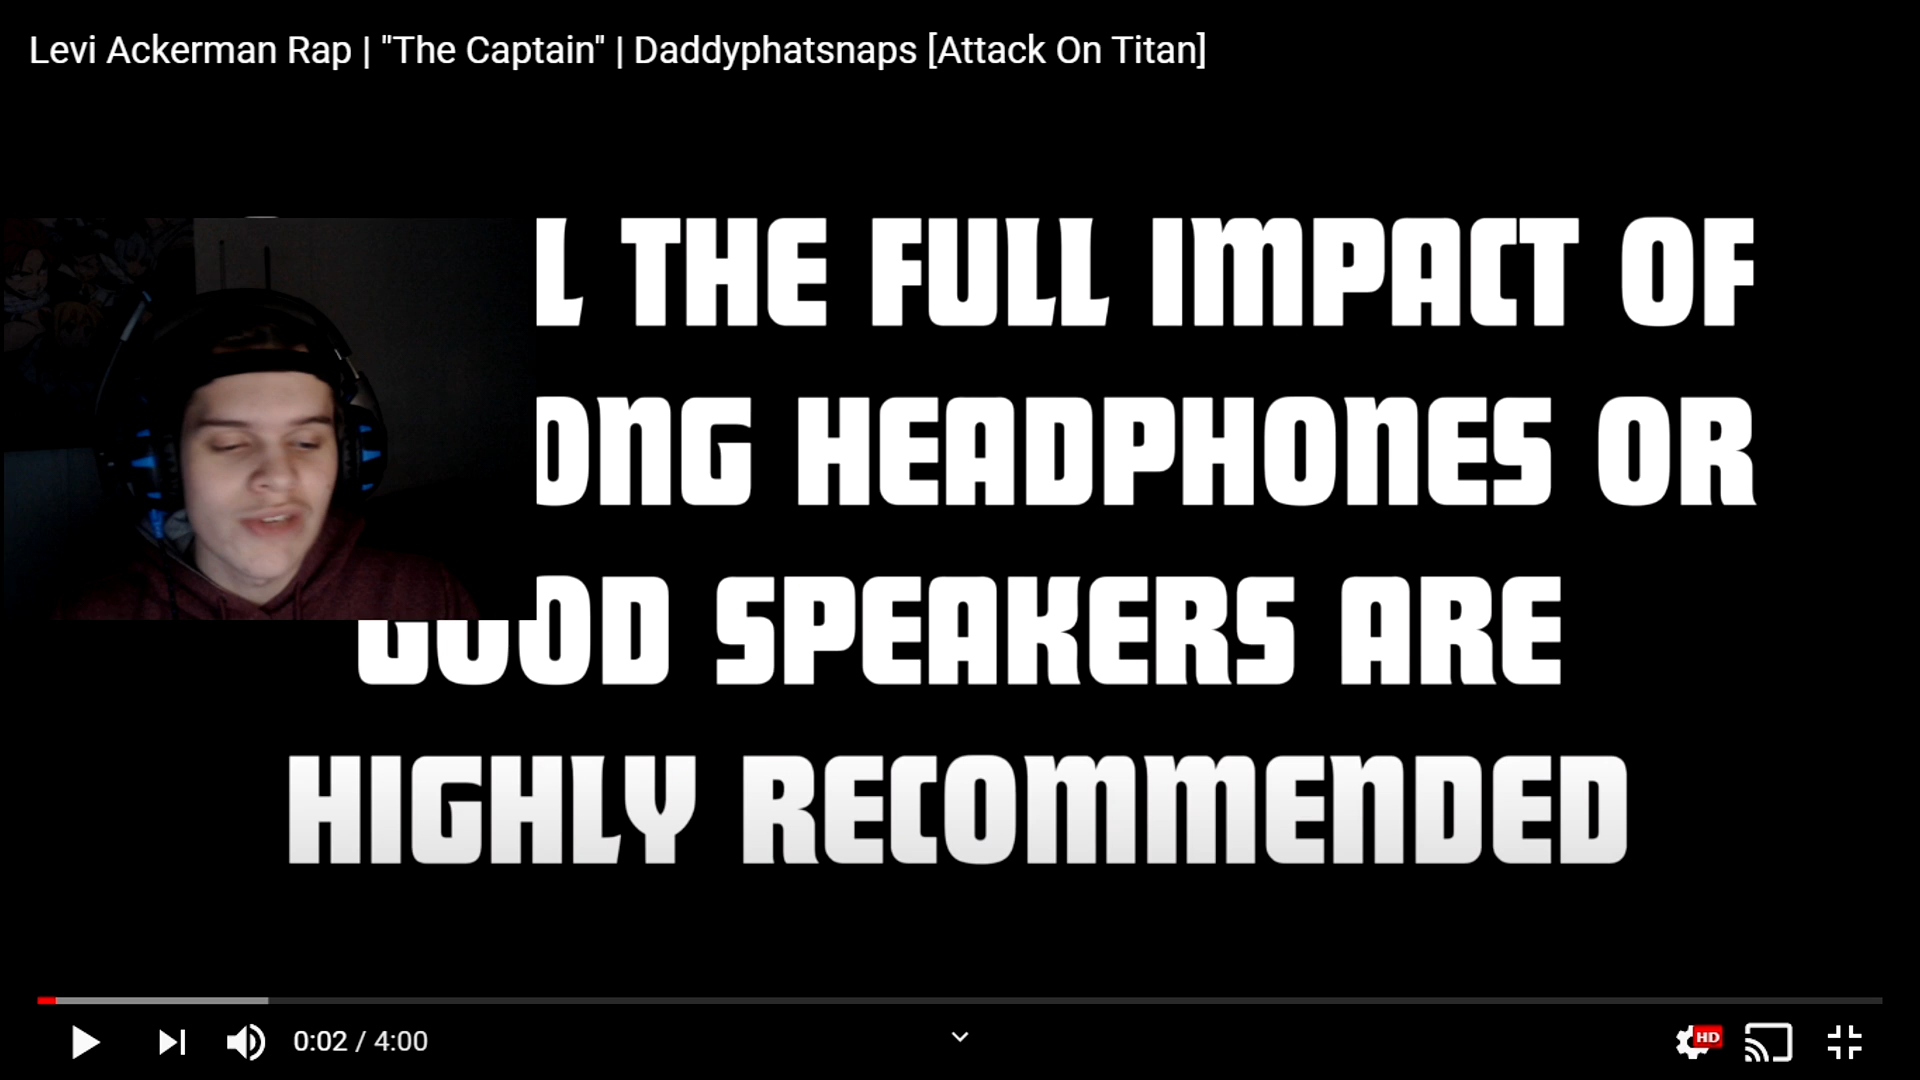 Levi Ackerman Rap | "The Captain" | Daddyphatsnaps [Attack On Titan]
THE FULL IMPACT OF
HEADPHONES OR
GOOD SPEAKERS ARE
HIGHLY RECOMMENDED
0:02 / 4:00
HD